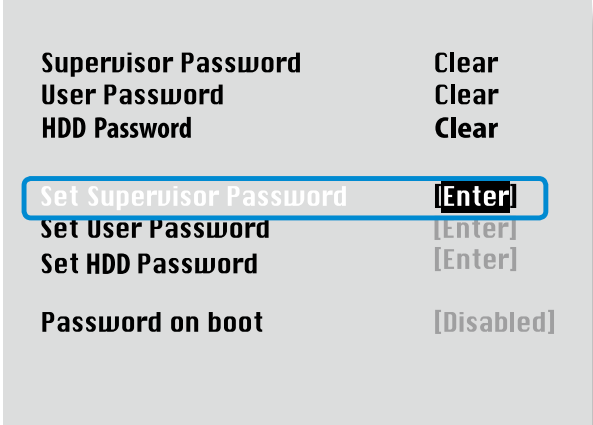 Supervisor Password Clear
User Password Clear
HDD Password Clear
Set Supervisor Password [Enter]
Set User Password [Enter]
Set HDD Password [Enter]
Password on boot [Disabled]